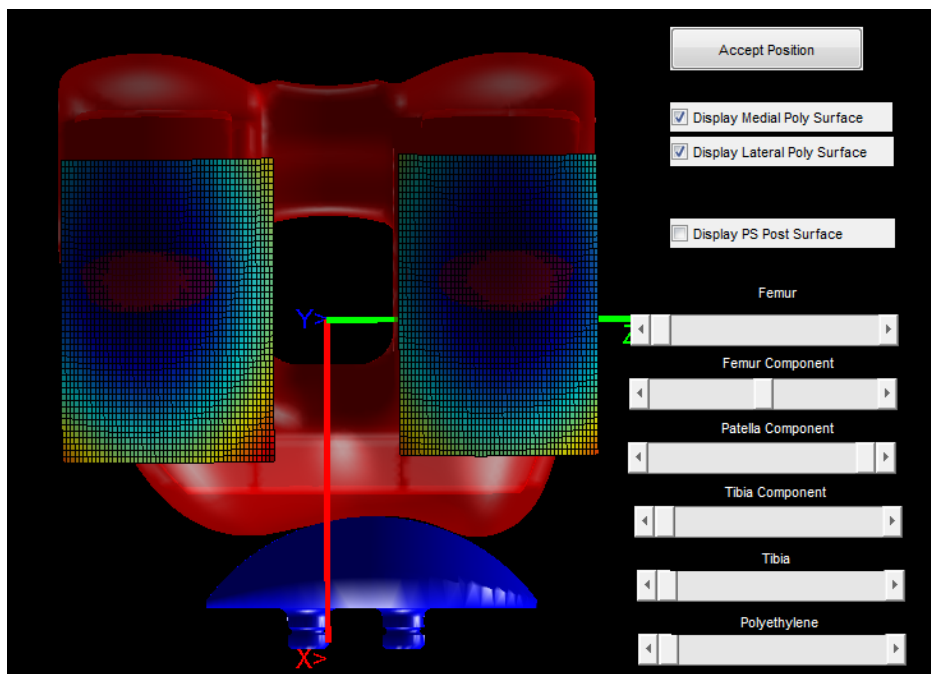 Accept Position
Display Medial Poly Surface
Display Lateral Poly Surface
Display PS Post Surface
Femur
Y>
Z
Femur Component
Patella Component
Tibia Component
Tibia
Polyethylene
X>